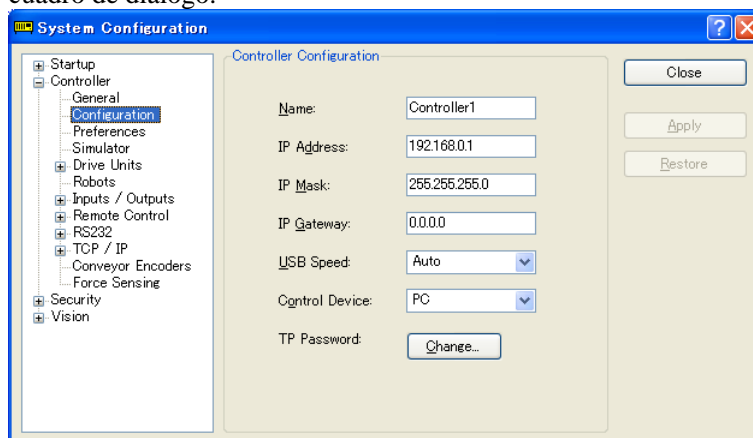 cuadro de diálogo.
System Configuration
Startup
Controller
General
Configuration
Preferences
Simulator
Drive Units
Robots
Inputs / Outputs
Remote Control
RS232
TCP / IP
Conveyor Encoders
Force Sensing
Security
Vision
Controller Configuration
Name: Controller1
IP Address: 192.168.0.1
IP Mask: 255.255.255.0
IP Gateway: 0.0.0.0
USB Speed: Auto
Control Device: PC
TP Password: Change...
Close
Apply
Restore